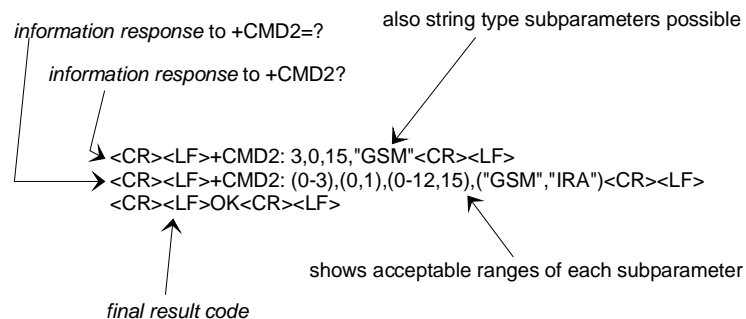 also string type subparameters possible
information response to +CMD2=?
information response to +CMD2?
<CR><LF>+CMD2: 3,0,15,"GSM"<CR><LF>
<CR><LF>+CMD2: (0-3),(0,1),(0-12,15),("GSM","IRA")<CR><LF>
<CR><LF>OK<CR><LF>
shows acceptable ranges of each subparameter
final result code